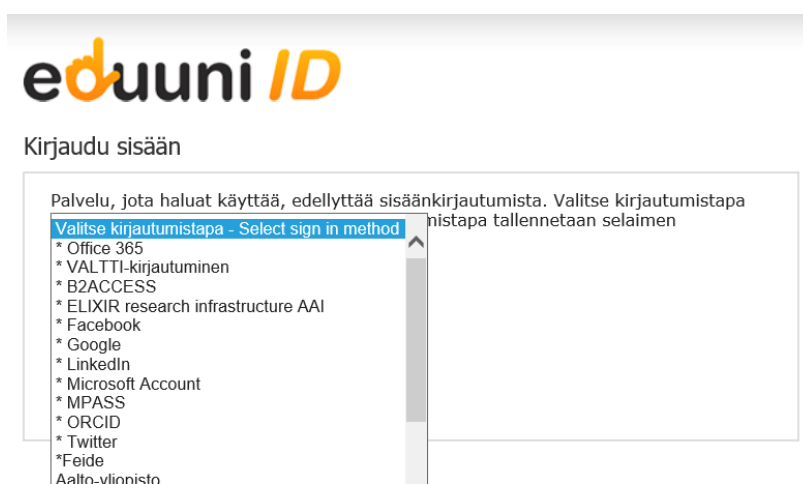 eduuni ID
Kirjaudu sisään
Palvelu, jota haluat käyttää, edellyttää sisäänkirjautumista. Valitse kirjautumistapa
mistapa tallennetaan selaimen
Valitse kirjautumistapa - Select sign in method
* Office 365
* VALTTI-kirjautuminen
* B2ACCESS
* ELIXIR research infrastructure AAI
* Facebook
* Google
* LinkedIn
* Microsoft Account
* MPASS
* ORCID
* Twitter
*Feide
Aalto-yliopisto